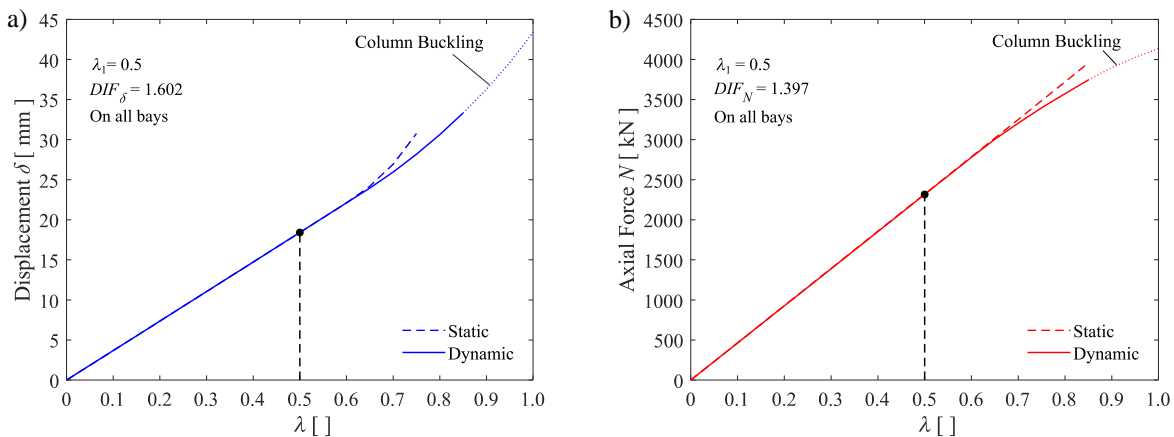 a)
45
40
35
30
25
20
15
10
5
0
Displacement δ [ mm ]
Column Buckling
λ1= 0.5
DIFδ = 1.602
On all bays
Static
Dynamic
0 0.1 0.2 0.3 0.4 0.5 0.6 0.7 0.8 0.9 1.0
λ [ ]
b)
4500
4000
3500
3000
2500
2000
1500
1000
500
0
Axial Force N [ kN ]
Column Buckling
λ1 = 0.5
DIFN = 1.397
On all bays
Static
Dynamic
0 0.1 0.2 0.3 0.4 0.5 0.6 0.7 0.8 0.9 1.0
λ [ ]